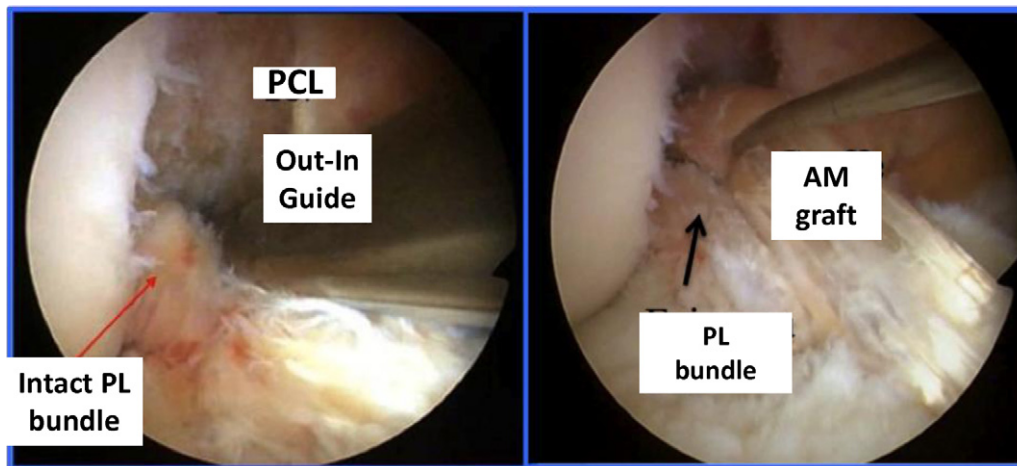 PCL
Out-In
Guide
Intact PL
bundle
AM
graft
PL
bundle